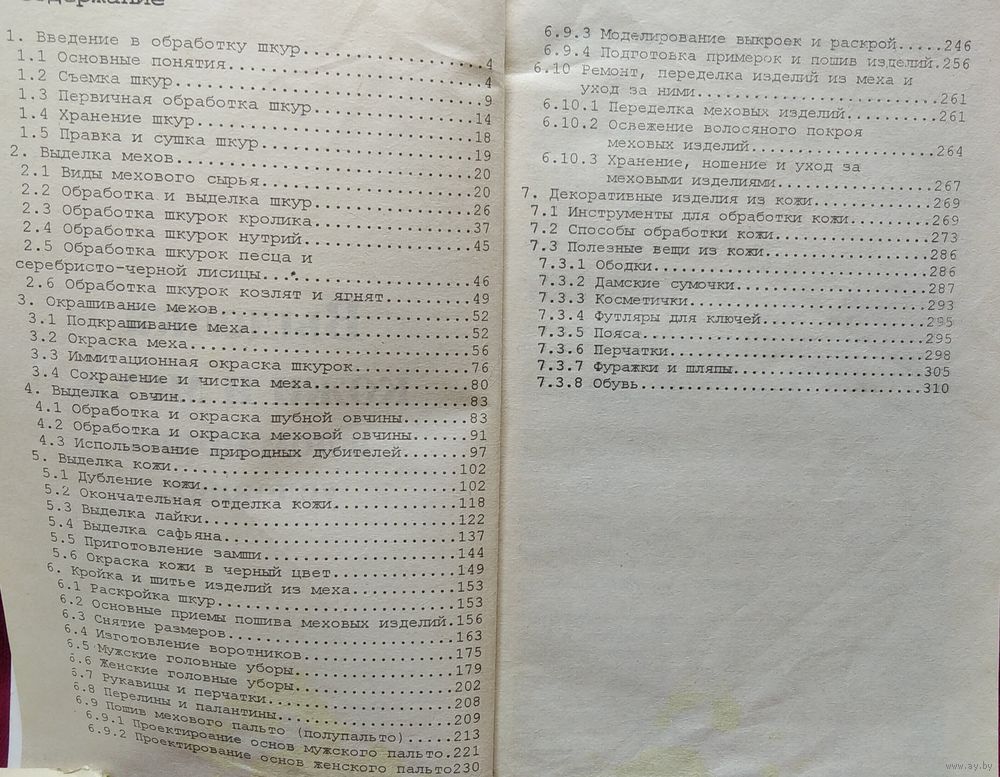 Содержание
1. Введение в обработку шкур...................4
1.1 Основные понятия...........................4
1.2 Съемка шкур................................9
1.3 Первичная обработка шкур..................14
1.4 Хранение шкур.............................18
1.5 Правка и сушка шкур.......................19
2. Выделка мехов..............................20
2.1 Виды мехового сырья.......................20
2.2 Обработка и выделка шкур..................26
2.3 Обработка шкурок кролика..................37
2.4 Обработка шкурок нутрий...................45
2.5 Обработка шкурок песца и
серебристо-черной лисицы......................46
2.6 Обработка шкурок козлят и ягнят...........49
3. Окрашивание мехов..........................52
3.1 Подкрашивание меха........................52
3.2 Окраска меха..............................56
3.3 Иммитационная окраска шкурок..............76
3.4 Сохранение и чистка меха..................80
4. Выделка овчин..............................83
4.1 Обработка и окраска шубной овчины.........83
4.2 Обработка и окраска меховой овчины........91
4.3 Использование природных дубителей.........97
5. Выделка кожи..............................102
5.1 Дубление кожи............................102
5.2 Окончательная отделка кожи...............118
5.3 Выделка лайки............................122
5.4 Выделка сафьяна..........................137
5.5 Приготовление замши......................144
5.6 Окраска кожи в черный цвет...............149
6. Кройка и шитье изделий из меха............153
6.1 Раскройка шкур...........................153
6.2 Основные приемы пошива меховых изделий.156
6.3 Снятие размеров..........................163
6.4 Изготовление воротников..................175
6.5 Мужские головные уборы...................179
6.6 Женские головные уборы...................202
6.7 Рукавицы и перчатки......................208
6.8 Перелины и палантины.....................209
6.9 Пошив мехового пальто (полупальто).....213
6.9.1 Проектироание основ мужского пальто.221
6.9.2 Проектирование основ женского пальто230
6.9.3 Моделирование выкроек и раскрой.....246
6.9.4 Подготовка примерок и пошив изделий.256
6.10 Ремонт, переделка изделий из меха и
уход за ними.........................261
6.10.1 Переделка меховых изделий.........261
6.10.2 Освежение волосяного покроя
меховых изделий...................264
6.10.3 Хранение, ношение и уход за
меховыми изделиями................267
7. Декоративные изделия из кожи............269
7.1 Инструменты для обработки кожи.........269
7.2 Способы обработки кожи.................273
7.3 Полезные вещи из кожи..................286
7.3.1 Ободки...............................286
7.3.2 Дамские сумочки......................287
7.3.3 Косметички...........................293
7.3.4 Футляры для ключей...................295
7.3.5 Пояса................................295
7.3.6 Перчатки.............................298
7.3.7 Фуражки и шляпы......................305
7.3.8 Обувь................................310
www.ay.by